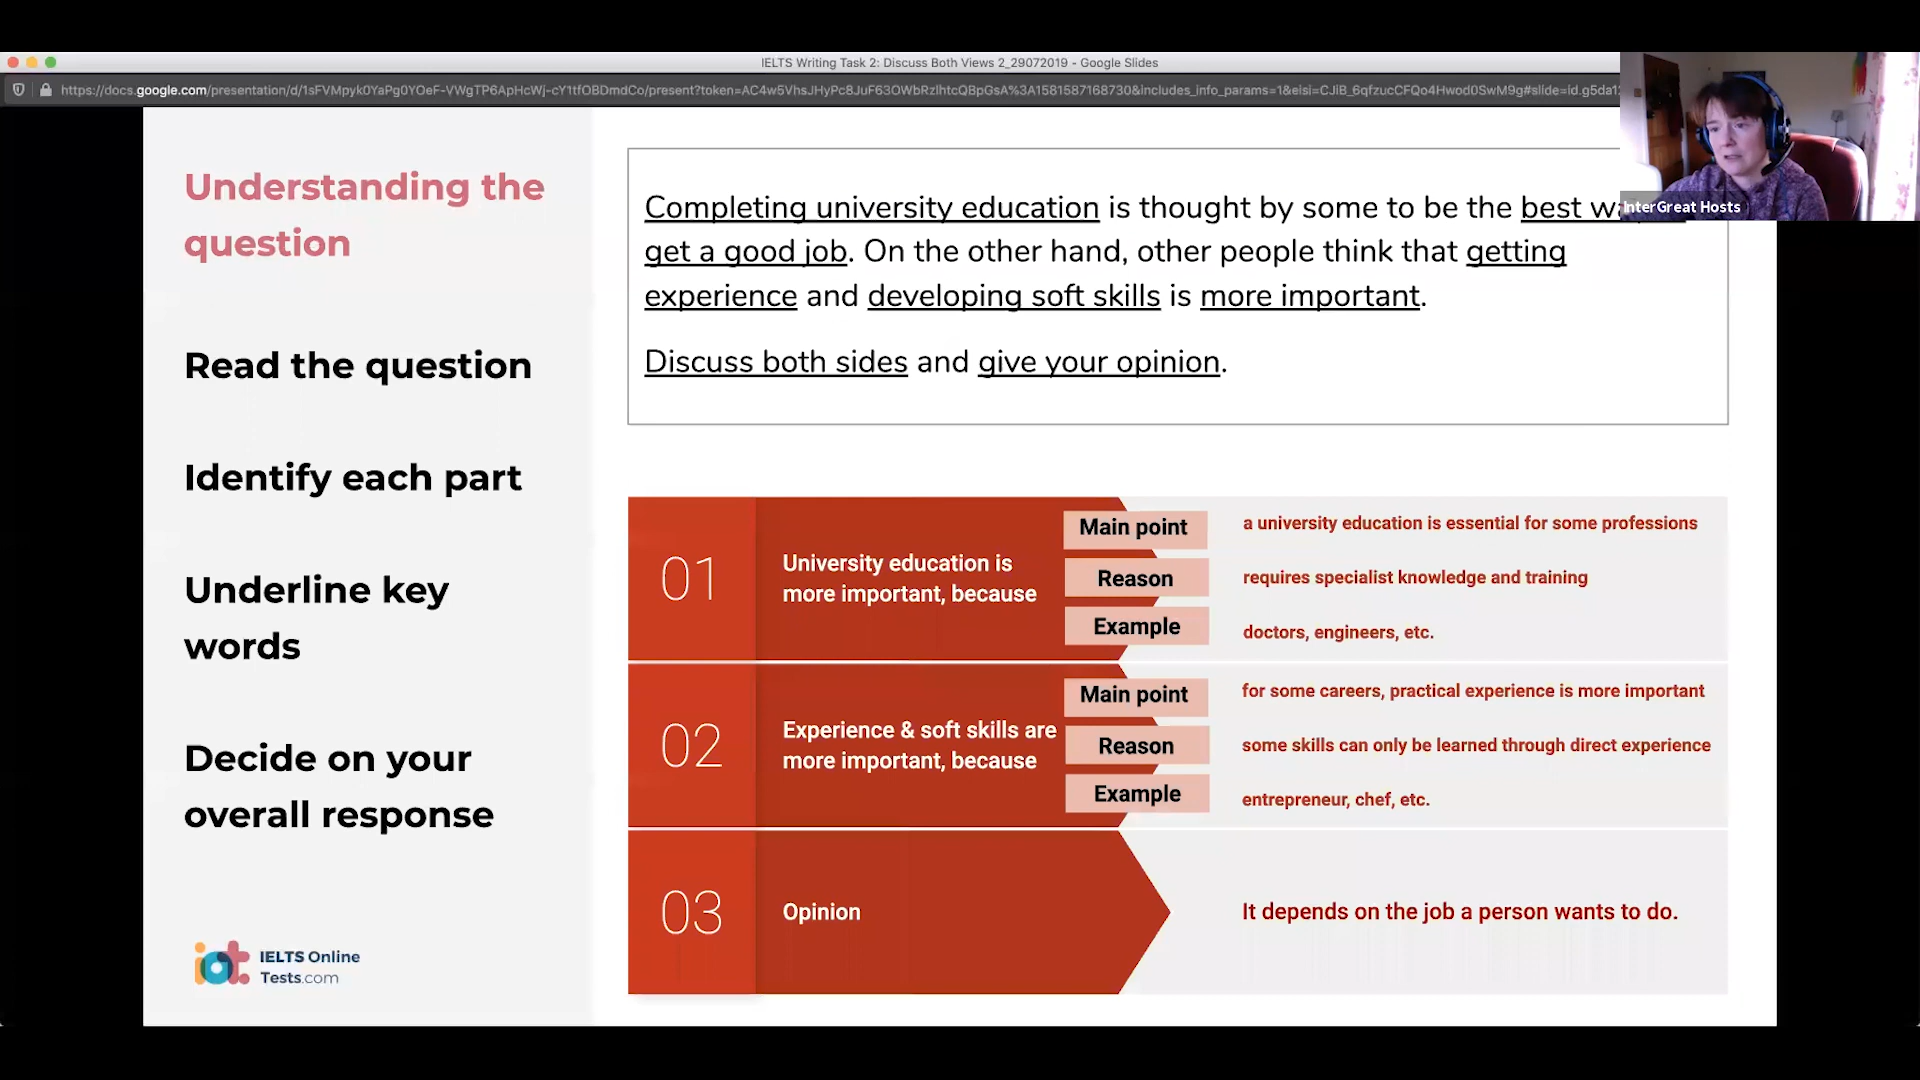 IELTS Writing Task 2: Discuss Both Views 2_29072019 - Google Slides
InterGreat Hosts
Understanding the
question
Read the question
Identify each part
Underline key
words
Decide on your
overall response
IELTS Online
Tests.com
Completing university education is thought by some to be the best
get a good job. On the other hand, other people think that getting
experience and developing soft skills is more important.
Discuss both sides and give your opinion.
01
University education is
more important, because
Main point
a university education is essential for some professions
Reason
requires specialist knowledge and training
Example
doctors, engineers, etc.
02
Experience & soft skills are
more important, because
Main point
for some careers, practical experience is more important
Reason
some skills can only be learned through direct experience
Example
entrepreneur, chef, etc.
03
Opinion
It depends on the job a person wants to do.